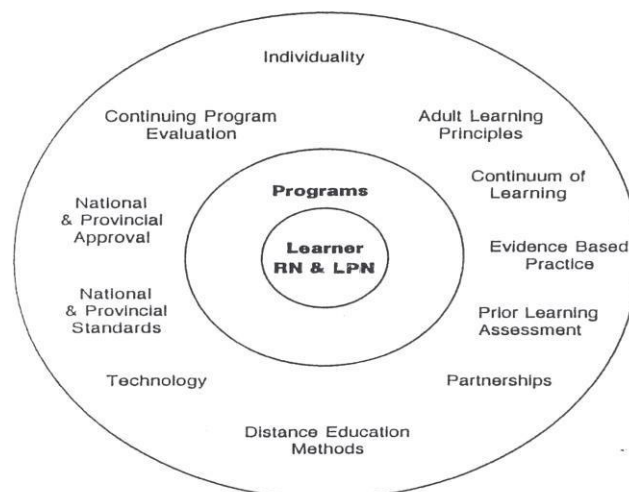 Individuality
Continuing Program
Evaluation
Adult Learning
Principles
Continuum of
Learning
National
& Provincial
Approval
Programs
Learner
RN & LPN
Evidence Based
Practice
National
& Provincial
Standards
Prior Learning
Assessment
Technology
Partnerships
Distance Education
Methods